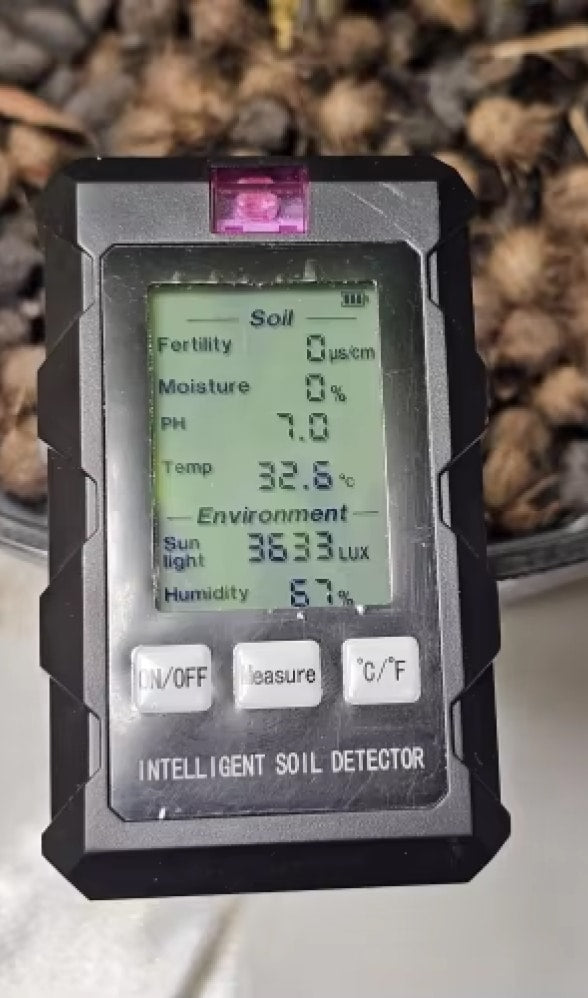 Soil
Fertility 0 µs/cm
Moisture 0 %
PH 7.0
Temp 32.6 °C
Environment
Sun light 3633 LUX
Humidity 67 %
ON/OFF Measure °C/°F
INTELLIGENT SOIL DETECTOR